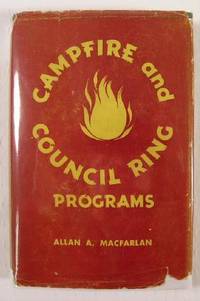 CAMPFIRE and
COUNCIL RING
PROGRAMS
ALLAN A. MACFARLAN